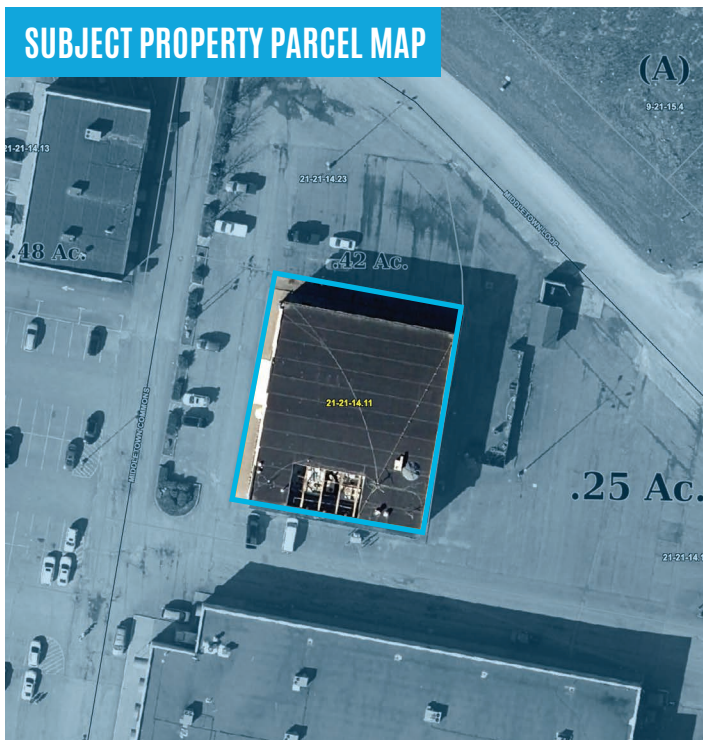 SUBJECT PROPERTY PARCEL MAP
(A)
9-21-15.4
21-21-14.13
21-21-14.23
MIDDLETOWN LOOP
.48 Ac.
.42 Ac.
21-21-14.11
MIDDLETOWN COMMONS
.25 Ac.